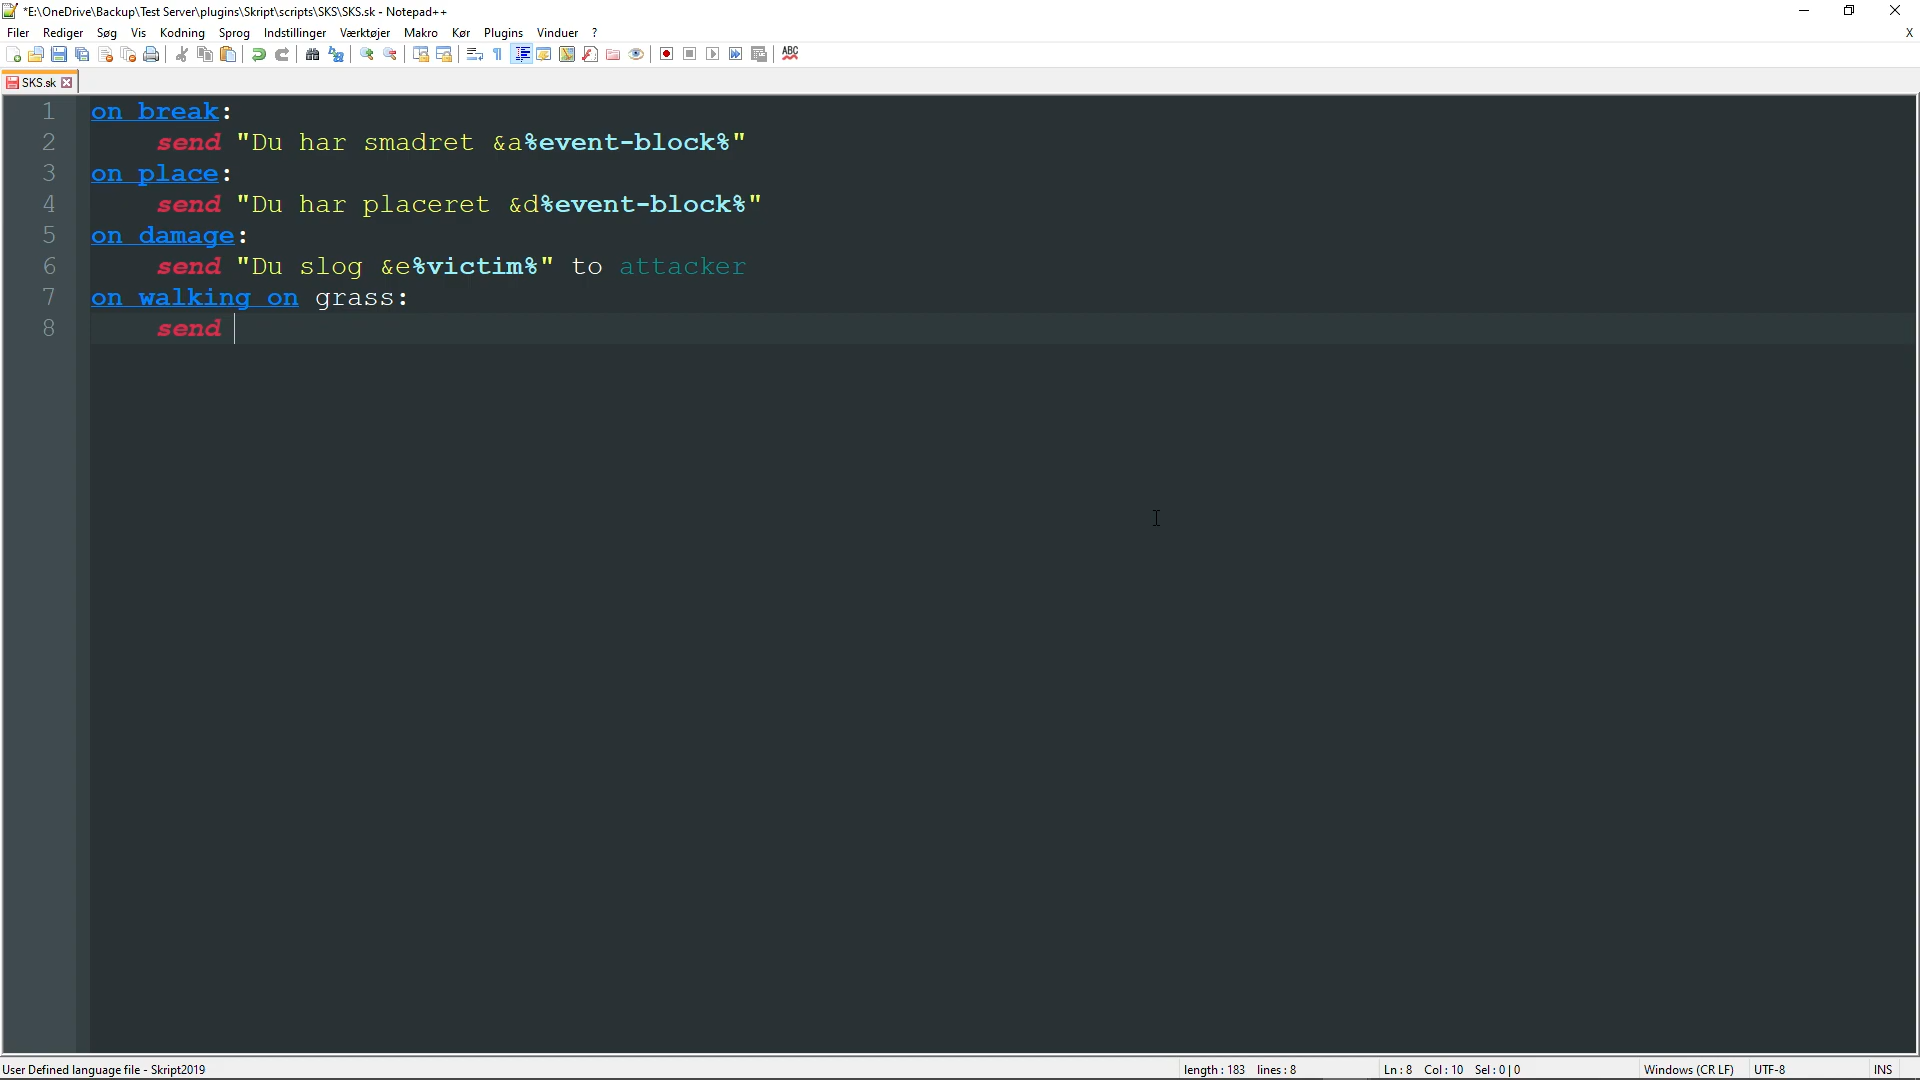 *E:\OneDrive\Backup\Test Server\plugins\Skript\scripts\SKS\SKS.sk - Notepad++
Filer Rediger Søg Vis Kodning Sprog Indstillinger Værktøjer Makro Kør Plugins Vinduer ? X
ABC
SKS.sk
1 on break:
2 send "Du har smadret &a%event-block%"
3 on place:
4 send "Du har placeret &d%event-block%"
5 on damage:
6 send "Du slog &e%victim%" to attacker
7 on walking on grass:
8 send
User Defined language file - Skript2019 length : 183 lines : 8 Ln : 8 Col : 10 Sel : 0 | 0 Windows (CR LF) UTF-8 INS